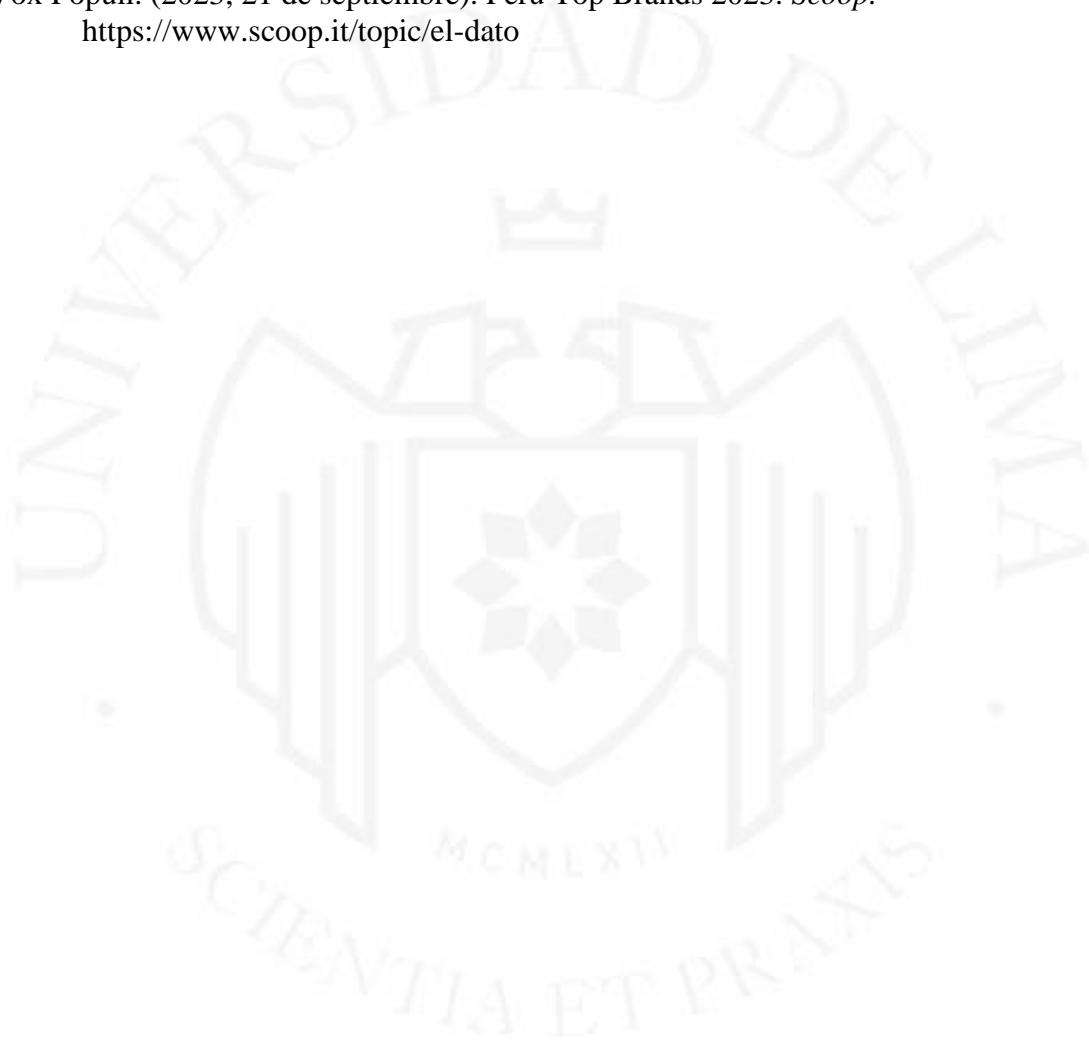 Vox Populi. (2023, 21 de septiembre). Perú Top Brands 2023. Scoop.
https://www.scoop.it/topic/el-dato
UNIVERSIDAD DE LIMA
MCMLXII
SCIENTIA ET PRAXIS